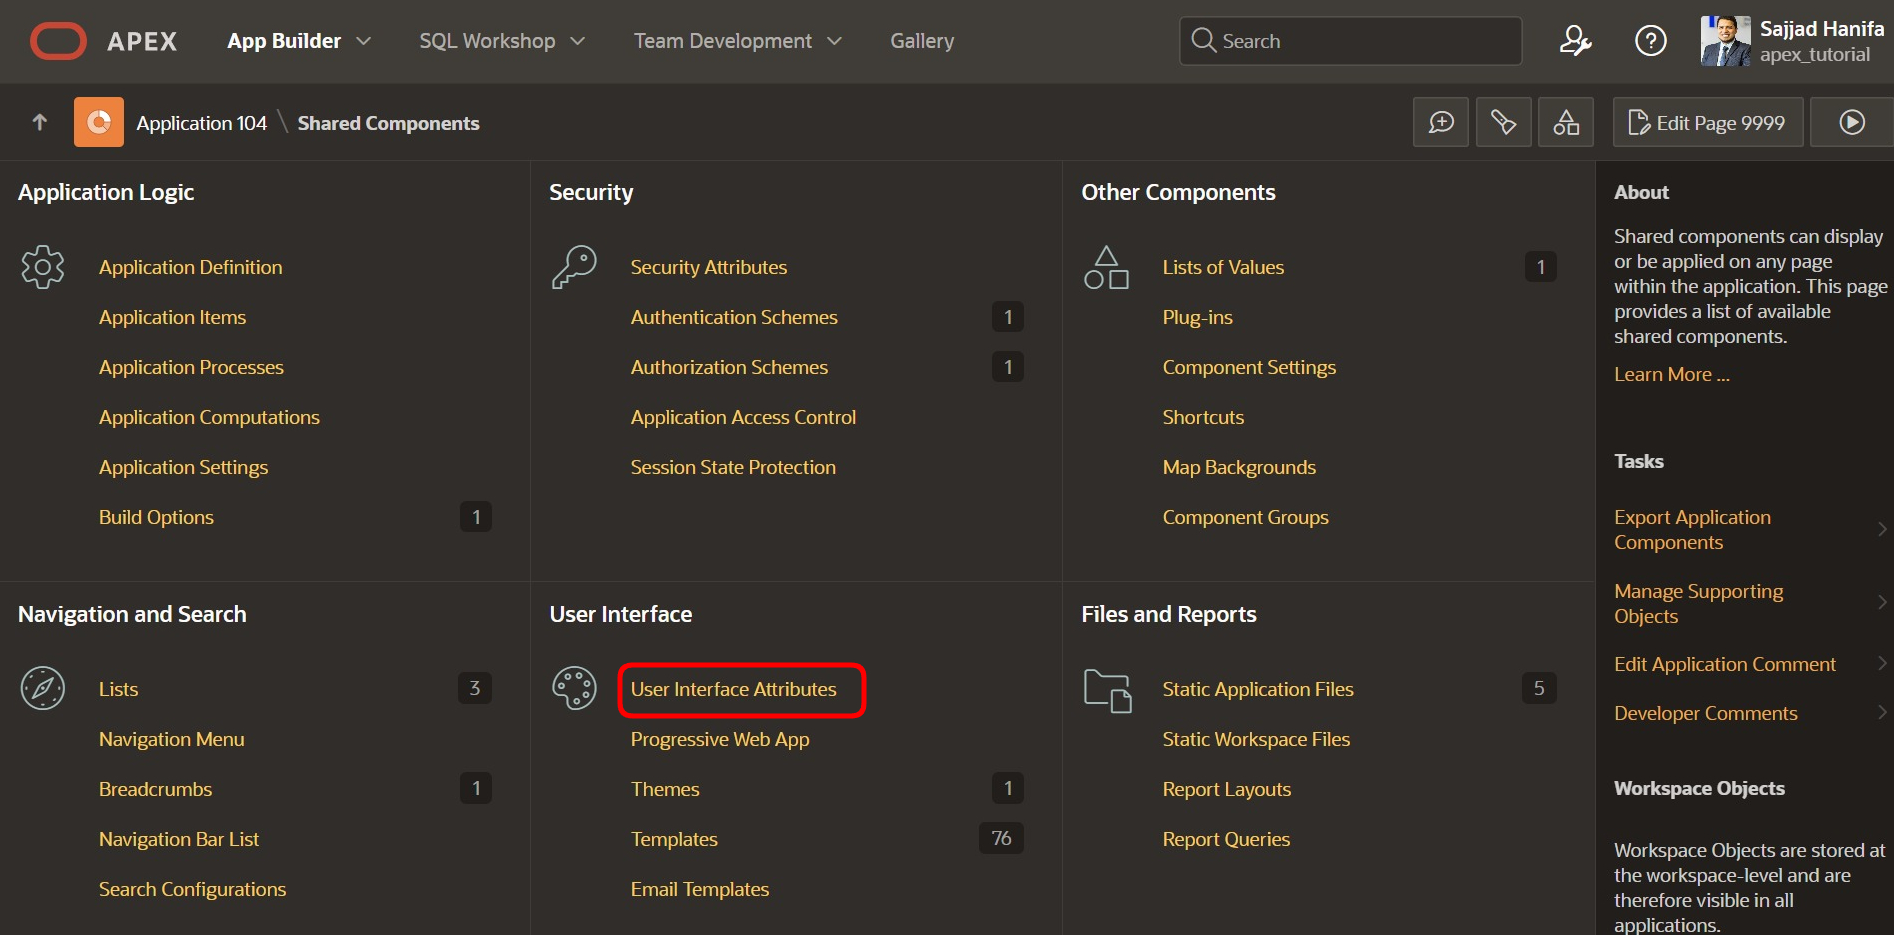 APEX
App Builder
SQL Workshop
Team Development
Gallery
Search
Sajjad Hanifa
apex_tutorial
Application 104 \ Shared Components
Edit Page 9999
Application Logic
Application Definition
Application Items
Application Processes
Application Computations
Application Settings
Build Options 1
Security
Security Attributes
Authentication Schemes 1
Authorization Schemes 1
Application Access Control
Session State Protection
Other Components
Lists of Values 1
Plug-ins
Component Settings
Shortcuts
Map Backgrounds
Component Groups
Navigation and Search
Lists 3
Navigation Menu
Breadcrumbs 1
Navigation Bar List
Search Configurations
User Interface
User Interface Attributes
Progressive Web App
Themes 1
Templates 76
Email Templates
Files and Reports
Static Application Files 5
Static Workspace Files
Report Layouts
Report Queries
About
Shared components can display
or be applied on any page
within the application. This page
provides a list of available
shared components.
Learn More ...
Tasks
Export Application
Components
Manage Supporting
Objects
Edit Application Comment
Developer Comments
Workspace Objects
Workspace Objects are stored at
the workspace-level and are
therefore visible in all
applications.